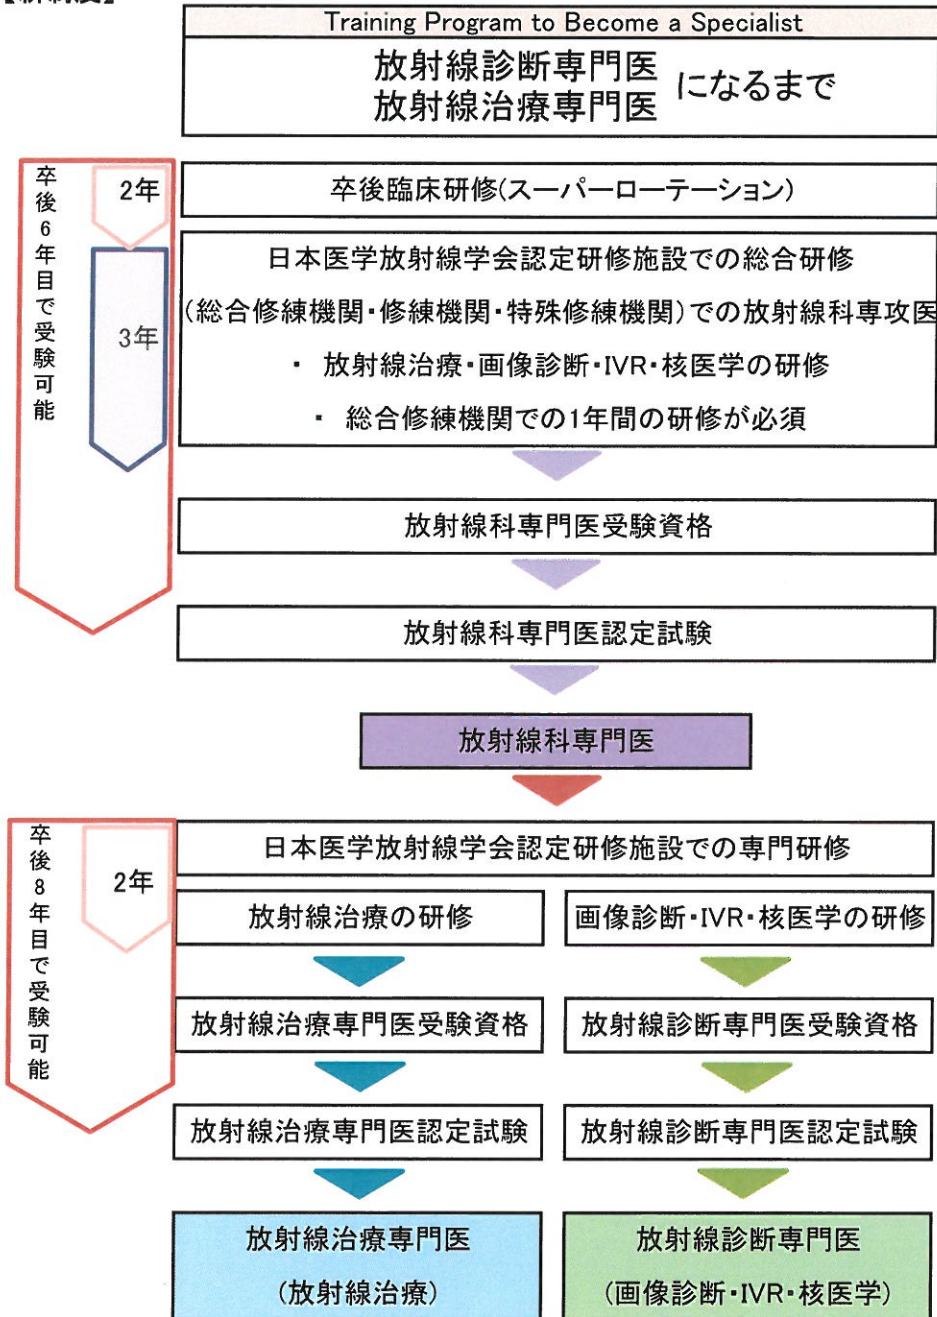 Training Program to Become a Specialist
放射線診断専門医
放射線治療専門医
になるまで
卒後6年目で受験可能
2年
卒後臨床研修(スーパーローテーション)
3年
日本医学放射線学会認定研修施設での総合研修
(総合修練機関・修練機関・特殊修練機関)での放射線科専攻医
・ 放射線治療・画像診断・IVR・核医学の研修
・ 総合修練機関での1年間の研修が必須
放射線科専門医受験資格
放射線科専門医認定試験
放射線科専門医
卒後8年目で受験可能
2年
日本医学放射線学会認定研修施設での専門研修
放射線治療の研修
画像診断・IVR・核医学の研修
放射線治療専門医受験資格
放射線診断専門医受験資格
放射線治療専門医認定試験
放射線診断専門医認定試験
放射線治療専門医
(放射線治療)
放射線診断専門医
(画像診断・IVR・核医学)